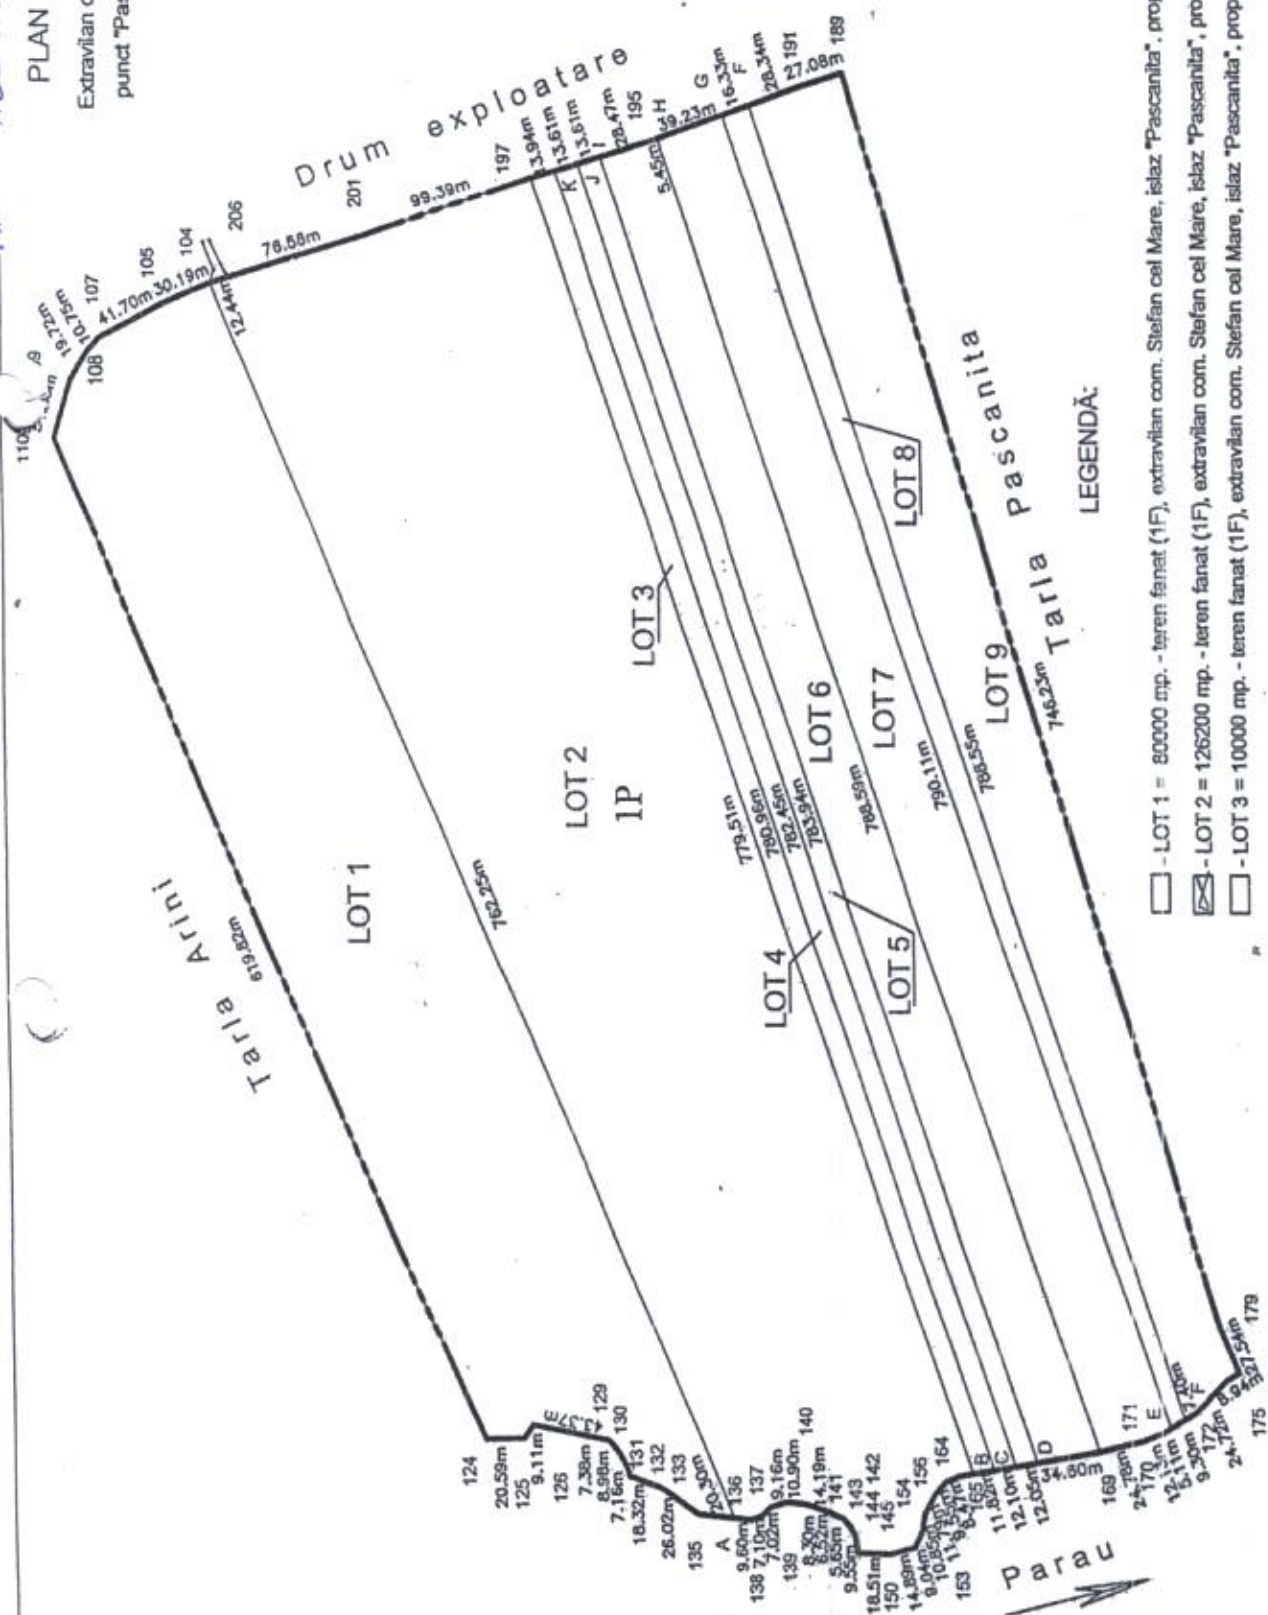 PLAN
Extravilan c
punct "Pas
Drum exploatare
Tarla Arini
619.82m
Tarla Pascanita
746.23m
Parau
LOT 1
LOT 2
1P
LOT 3
LOT 4
LOT 5
LOT 6
LOT 7
LOT 8
LOT 9
762.25m
779.51m
780.96m
782.45m
783.94m
788.59m
790.11m
788.55m
110
19.72m
10.75m
108
107
41.70m
105
30.19m
104
12.44m
206
76.58m
201
99.39m
197
13.94m
K
13.61m
J
13.61m
I
28.47m
195
5.45m
H
39.23m
G
16.33m
F
28.34m
191
27.08m
189
124
20.59m
125
9.11m
126
129
7.38m
130
8.98m
131
7.16m
132
18.32m
133
26.02m
135
20.30m
A
136
9.60m
137
138
7.10m
7.02m
9.16m
139
10.90m
140
8.30m
14.19m
6.52m
141
5.65m
143
9.55m
144
142
145
18.51m
150
154
14.89m
156
9.04m
10.85m
153
164
165
B
11.82m
C
12.10m
D
12.05m
34.60m
169
170
171
E
5.11m
9.30m
172
F
24.72m
8.94m
27.54m
175
179
LEGENDĂ:
- LOT 1 = 80000 mp. - teren fanat (1F), extravilan com. Stefan cel Mare, islaz "Pascanita", prop
- LOT 2 = 126200 mp. - teren fanat (1F), extravilan com. Stefan cel Mare, islaz "Pascanita", pro
- LOT 3 = 10000 mp. - teren fanat (1F), extravilan com. Stefan cel Mare, islaz "Pascanita", prop